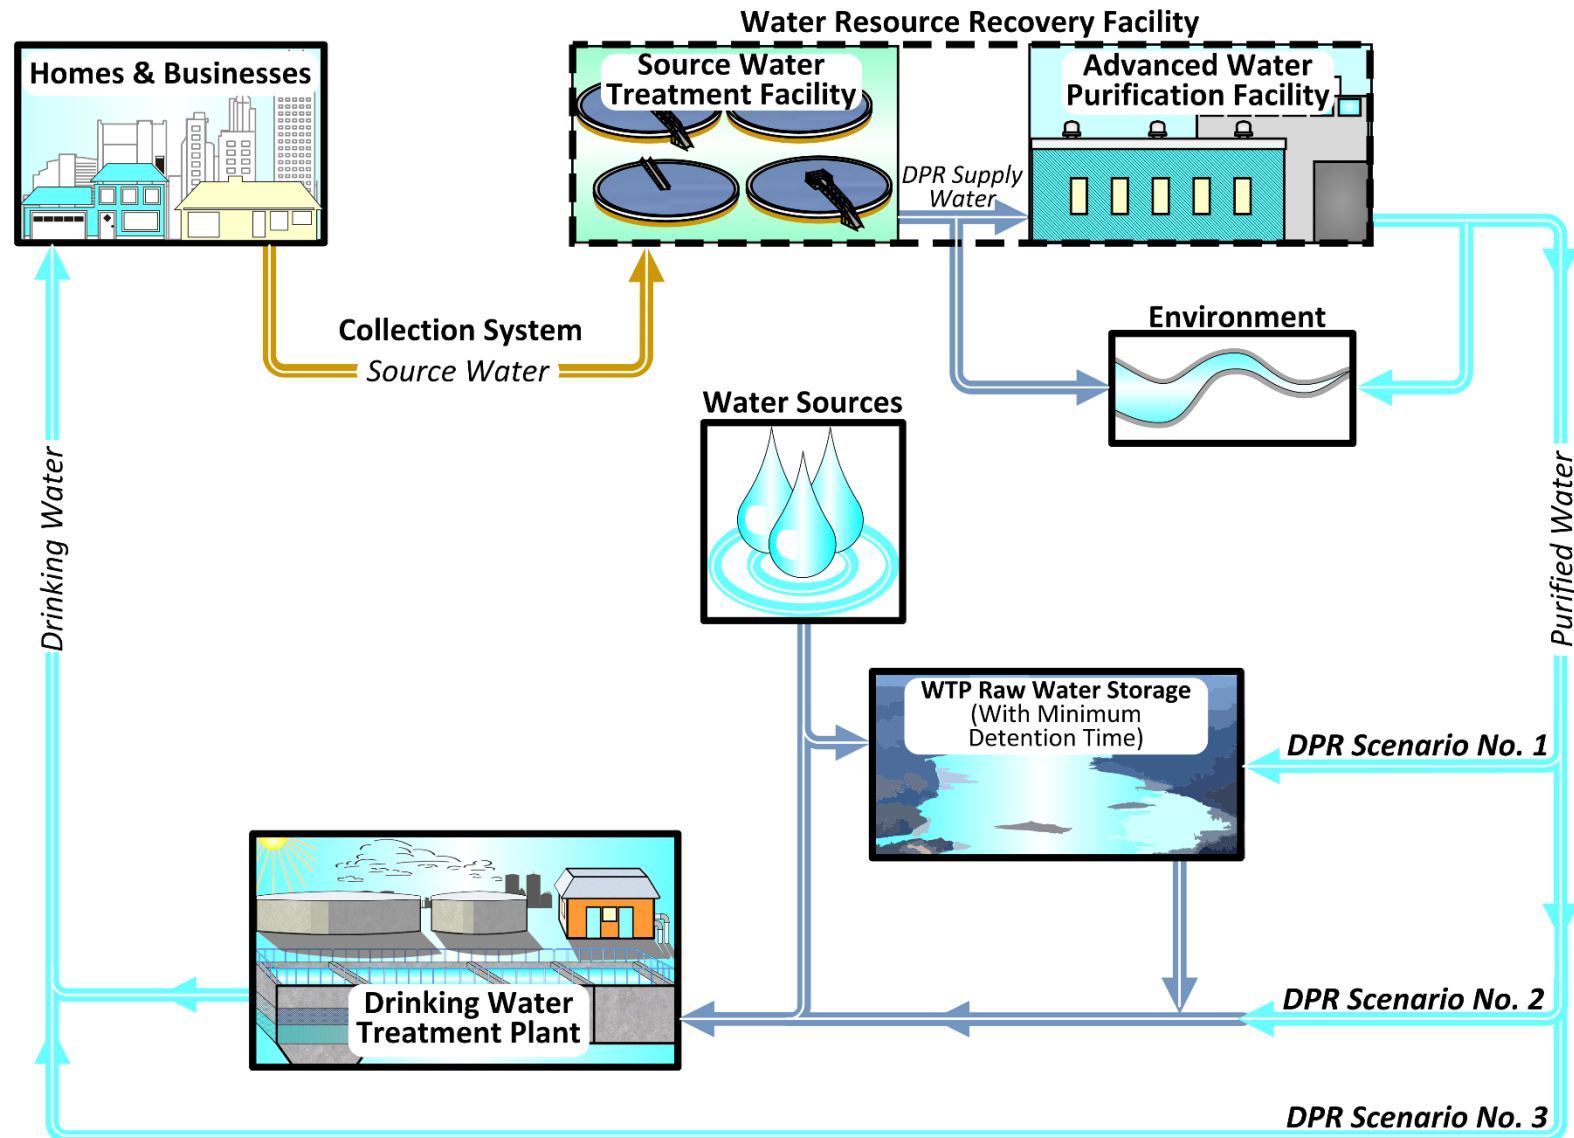 Water Resource Recovery Facility
Homes & Businesses
Source Water
Treatment Facility
Advanced Water
Purification Facility
DPR Supply
Water
Collection System
Source Water
Environment
Water Sources
Drinking Water
Purified Water
WTP Raw Water Storage
(With Minimum
Detention Time)
DPR Scenario No. 1
Drinking Water
Treatment Plant
DPR Scenario No. 2
DPR Scenario No. 3